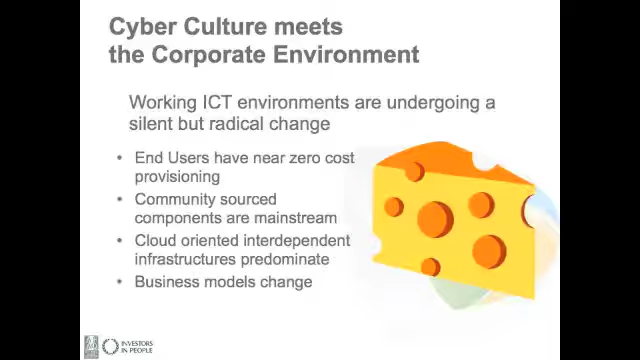 Cyber Culture meets
the Corporate Environment
Working ICT environments are undergoing a
silent but radical change
• End Users have near zero cost
provisioning
• Community sourced
components are mainstream
• Cloud oriented interdependent
infrastructures predominate
• Business models change
INVESTORS
IN PEOPLE